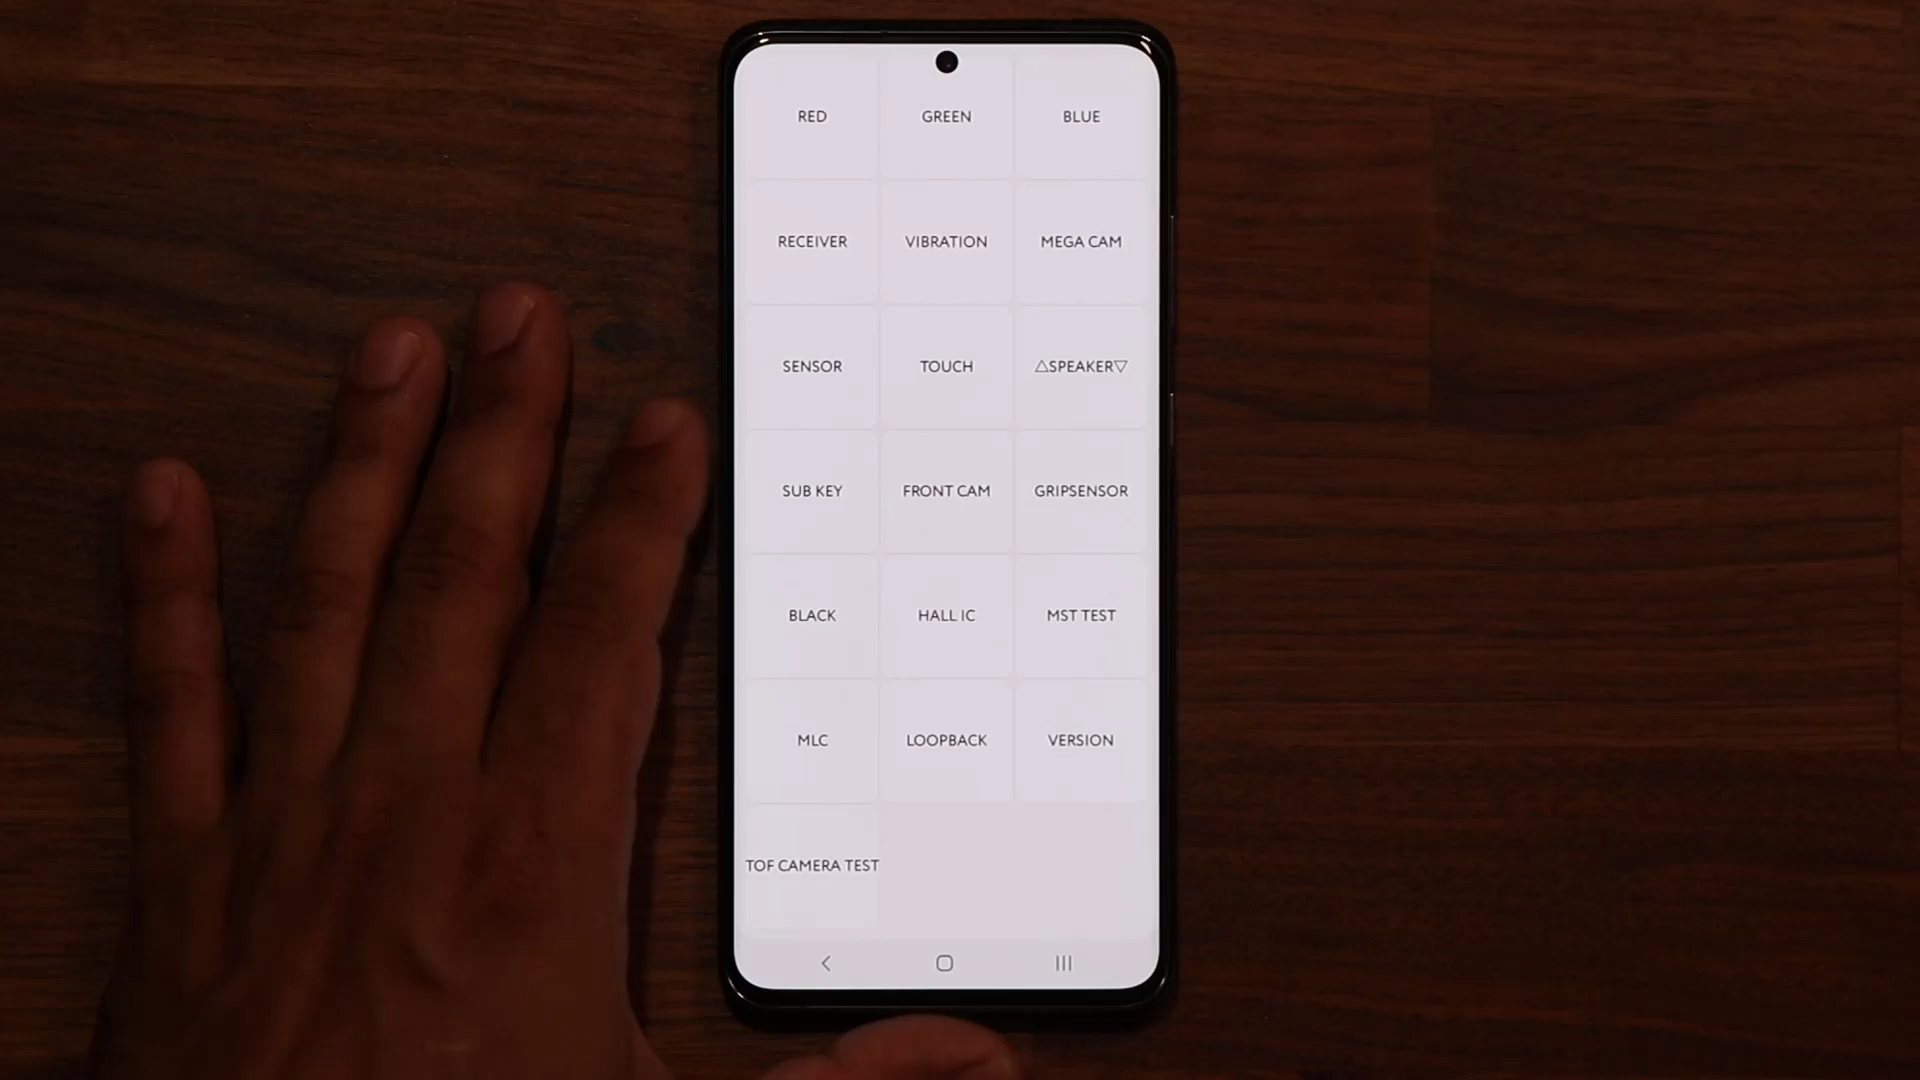 RED
GREEN
BLUE
RECEIVER
VIBRATION
MEGA CAM
SENSOR
TOUCH
△SPEAKER▽
SUB KEY
FRONT CAM
GRIPSENSOR
BLACK
HALL IC
MST TEST
MLC
LOOPBACK
VERSION
TOF CAMERA TEST